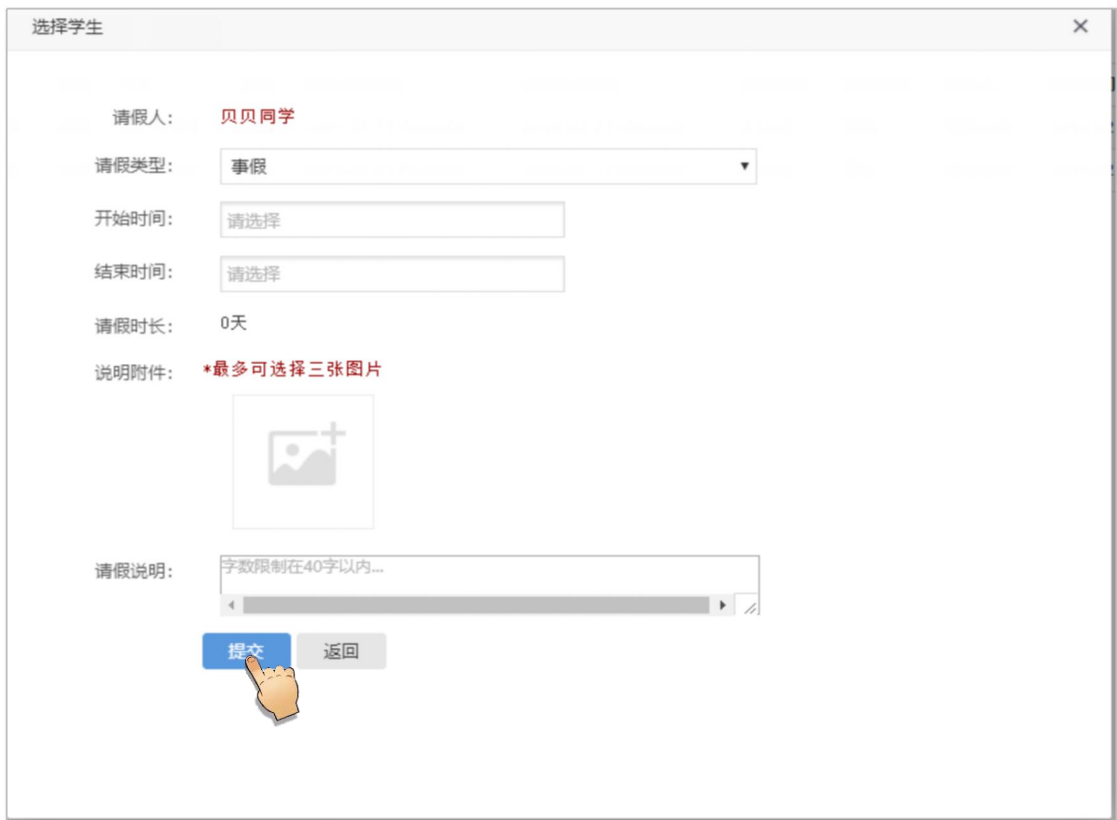 选择学生
请假人: 贝贝同学
请假类型: 事假
开始时间: 请选择
结束时间: 请选择
请假时长: 0天
说明附件: *最多可选择三张图片
请假说明: 字数限制在40字以内...
提交 返回